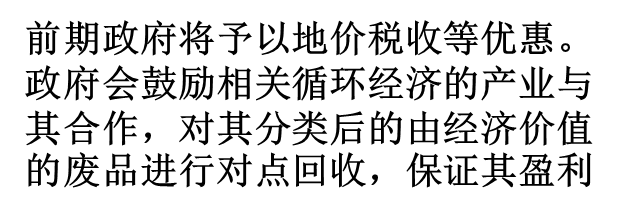 前期政府将予以地价税收等优惠。
政府会鼓励相关循环经济的产业与
其合作，对其分类后的由经济价值
的废品进行对点回收，保证其盈利